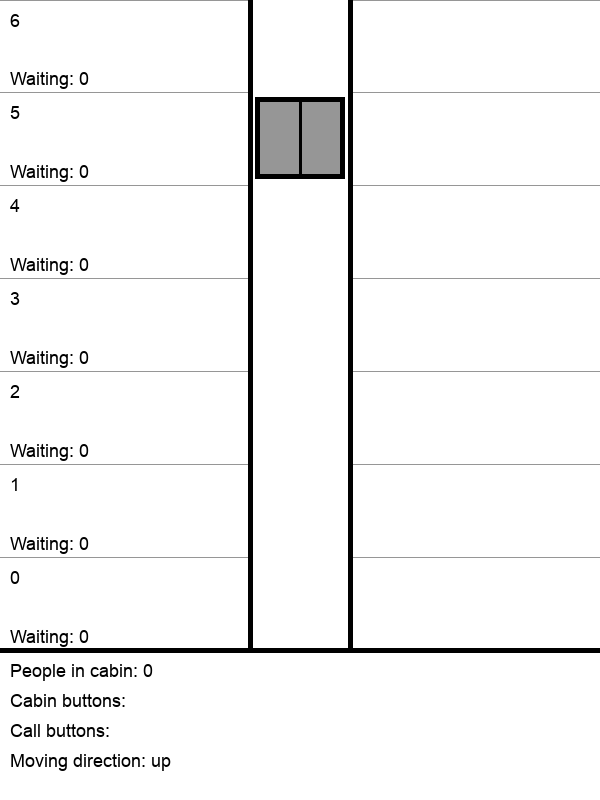 6
Waiting: 0
5
Waiting: 0
4
Waiting: 0
3
Waiting: 0
2
Waiting: 0
1
Waiting: 0
0
Waiting: 0
People in cabin: 0
Cabin buttons:
Call buttons:
Moving direction: up